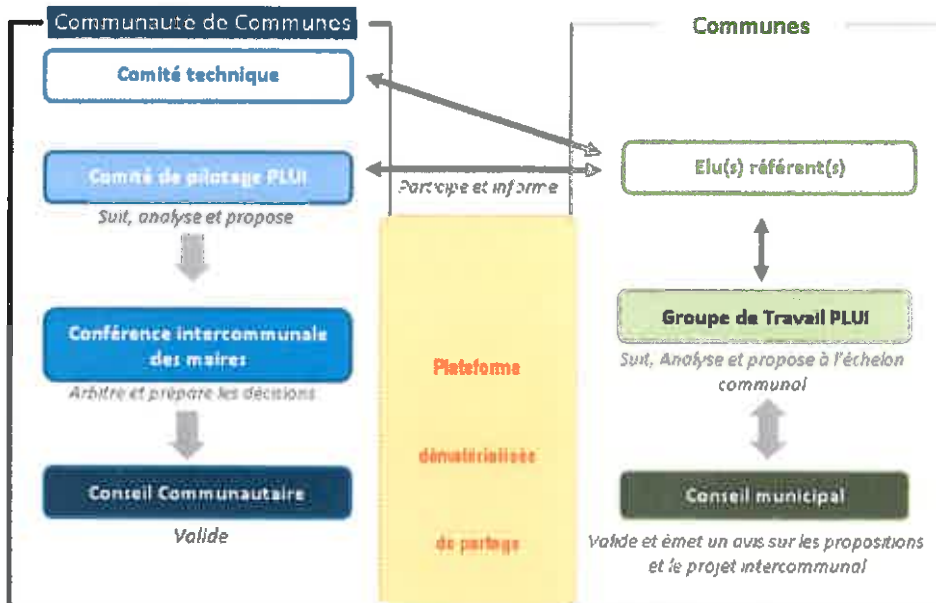 Communauté de Communes
Comité technique
Comité de pilotage PLUI
Suit, analyse et propose
Conférence intercommunale
des maires
Arbitre et prépare les décisions
Conseil Communautaire
Valide
Participe et informe
Plateforme
dématérialisée
de partage
Communes
Elu(s) référent(s)
Groupe de Travail PLUI
Suit, Analyse et propose à l'échelon
communal
Conseil municipal
Valide et émet un avis sur les propositions
et le projet intercommunal